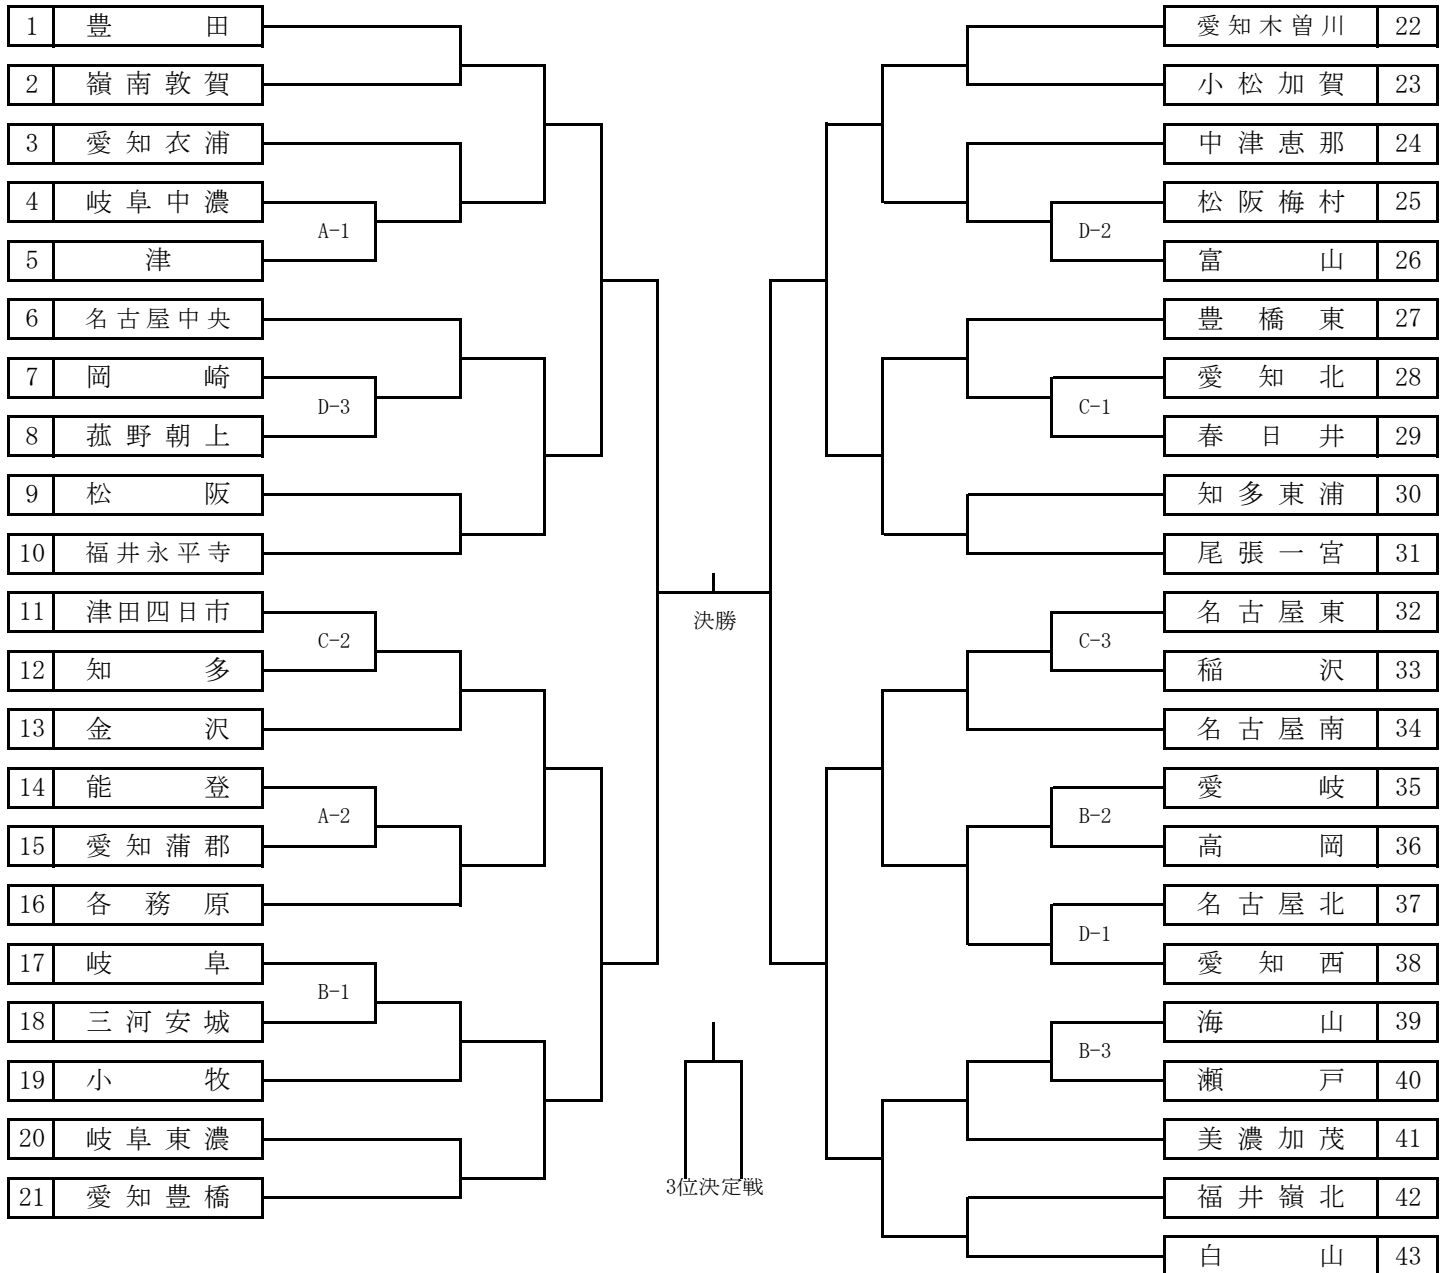 1 豊田
2 嶺南敦賀
3 愛知衣浦
4 岐阜中濃
A-1
5 津
6 名古屋中央
7 岡崎
D-3
8 菰野朝上
9 松阪
10 福井永平寺
11 津田四日市
C-2
12 知多
13 金沢
14 能登
A-2
15 愛知蒲郡
16 各務原
17 岐阜
B-1
18 三河安城
19 小牧
20 岐阜東濃
21 愛知豊橋
決勝
3位決定戦
愛知木曽川 22
小松加賀 23
中津恵那 24
松阪梅村 25
D-2
富山 26
豊橋東 27
愛知北 28
C-1
春日井 29
知多東浦 30
尾張一宮 31
名古屋東 32
C-3
稲沢 33
名古屋南 34
愛岐 35
B-2
高岡 36
名古屋北 37
D-1
愛知西 38
海山 39
B-3
瀬戸 40
美濃加茂 41
福井嶺北 42
白山 43